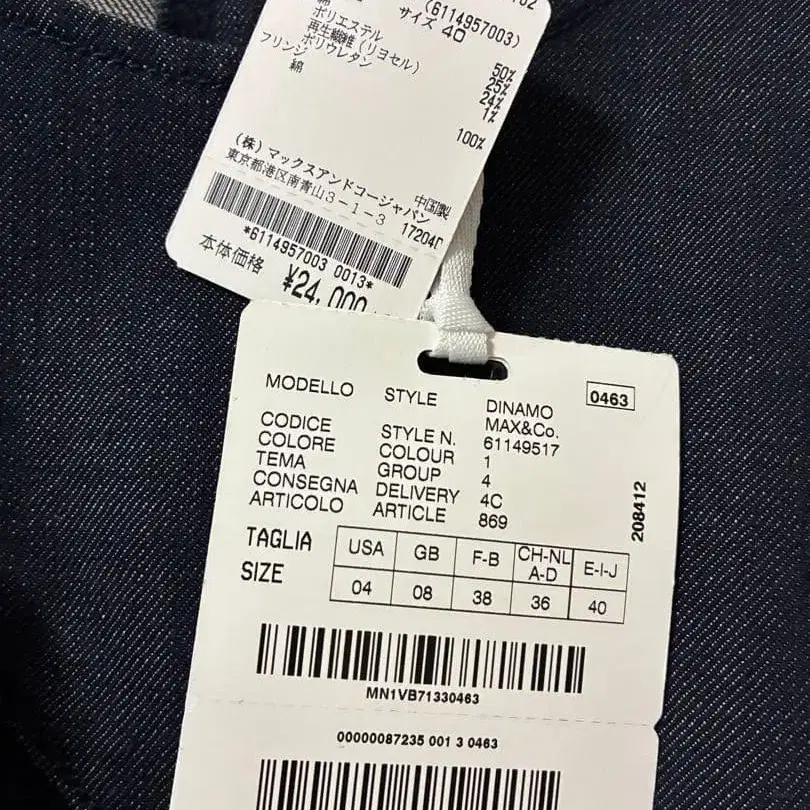 (6114957003)
綿 サイズ 40
ポリエステル 50%
再生繊維(リヨセル) 25%
ポリウレタン 24%
フリンジ 1%
綿 100%
(株)マックスアンドコージャパン 中国製
東京都港区南青山3-1-3 17204
*6114957003 0013*
本体価格 ¥24,000
0463
MODELLO STYLE DINAMO
MAX&Co.
CODICE STYLE N. 61149517
COLORE COLOUR 1
TEMA GROUP 4
CONSEGNA DELIVERY 4C
ARTICOLO ARTICLE 869
208412
TAGLIA USA GB F-B CH-NL A-D E-I-J
SIZE 04 08 38 36 40
MN1VB71330463
00000087235 001 3 0463